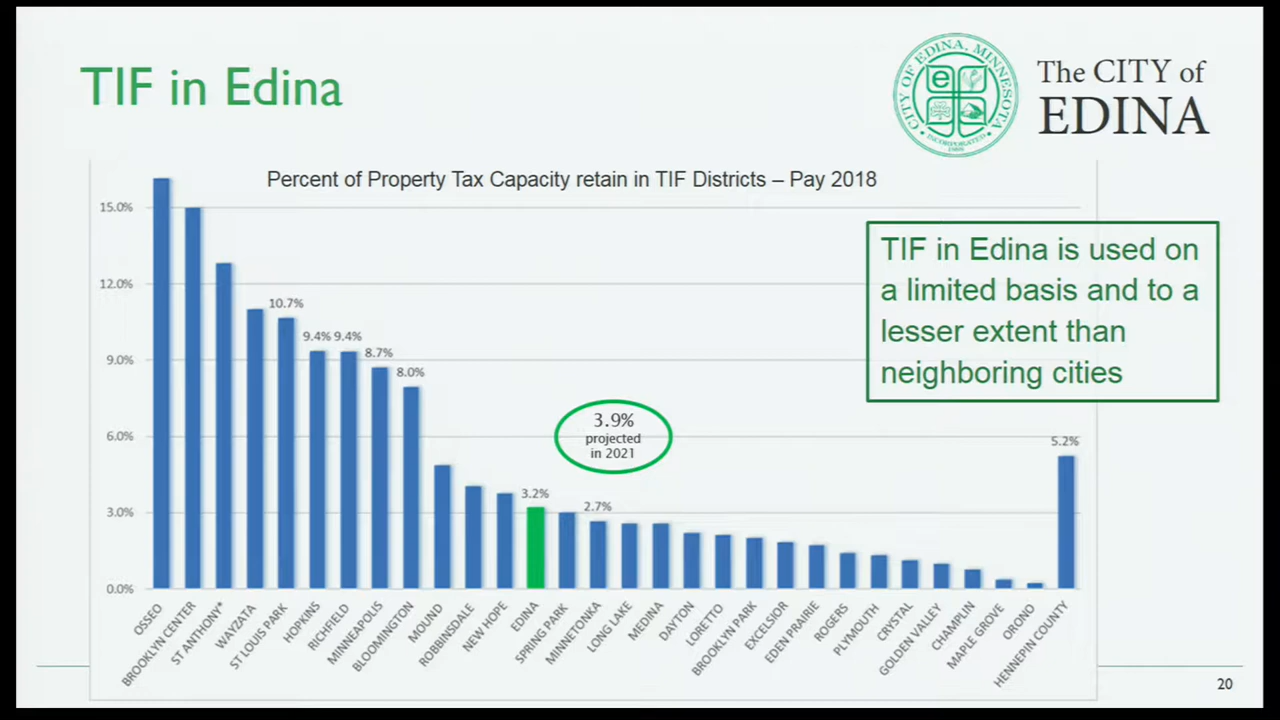 TIF in Edina
CITY OF EDINA, MINNESOTA
e
INCORPORATED
1888
The CITY of
EDINA
Percent of Property Tax Capacity retain in TIF Districts – Pay 2018
15.0%
12.0%
9.0%
6.0%
3.0%
0.0%
10.7%
9.4% 9.4%
8.7%
8.0%
3.2%
2.7%
5.2%
3.9%
projected
in 2021
TIF in Edina is used on
a limited basis and to a
lesser extent than
neighboring cities
OSSEO
BROOKLYN CENTER
ST ANTHONY*
WAYZATA
ST LOUIS PARK
HOPKINS
RICHFIELD
MINNEAPOLIS
BLOOMINGTON
MOUND
ROBBINSDALE
NEW HOPE
EDINA
SPRING PARK
MINNETONKA
LONG LAKE
MEDINA
DAYTON
LORETTO
BROOKLYN PARK
EXCELSIOR
EDEN PRAIRIE
ROGERS
PLYMOUTH
CRYSTAL
GOLDEN VALLEY
CHAMPLIN
MAPLE GROVE
ORONO
HENNEPIN COUNTY
20